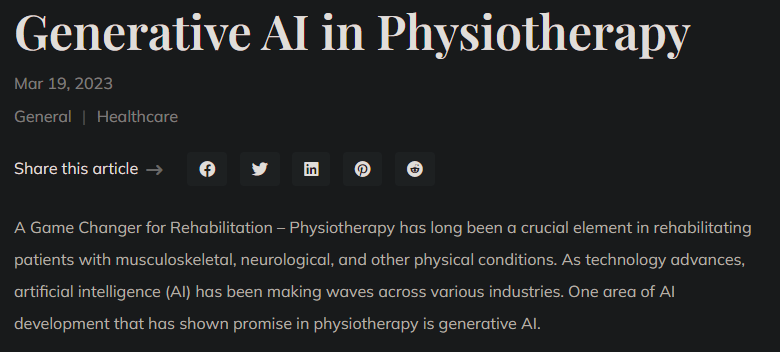 Generative AI in Physiotherapy
Mar 19, 2023
General | Healthcare
Share this article →
A Game Changer for Rehabilitation – Physiotherapy has long been a crucial element in rehabilitating
patients with musculoskeletal, neurological, and other physical conditions. As technology advances,
artificial intelligence (AI) has been making waves across various industries. One area of AI
development that has shown promise in physiotherapy is generative AI.